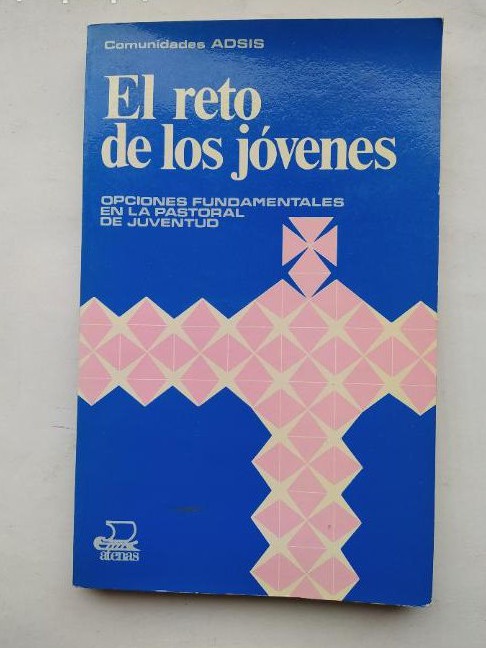 Comunidades ADSIS
El reto
de los jóvenes
OPCIONES FUNDAMENTALES
EN LA PASTORAL
DE JUVENTUD
atenas